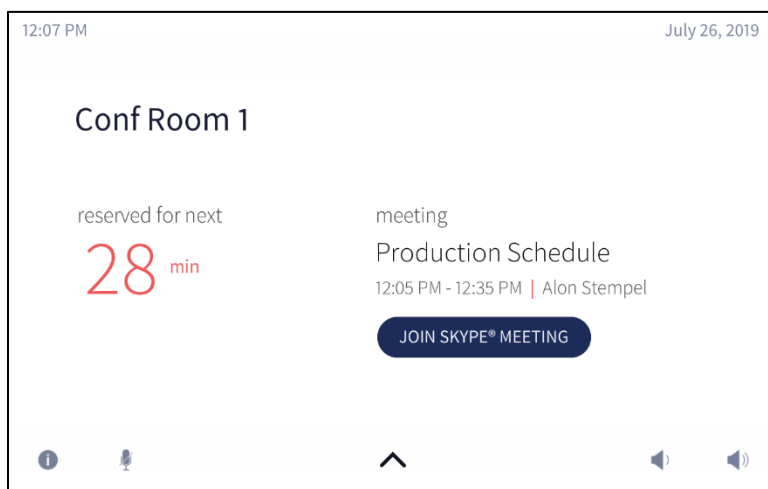 12:07 PM
July 26, 2019
Conf Room 1
reserved for next
28 min
meeting
Production Schedule
12:05 PM - 12:35 PM | Alon Stempel
JOIN SKYPE® MEETING